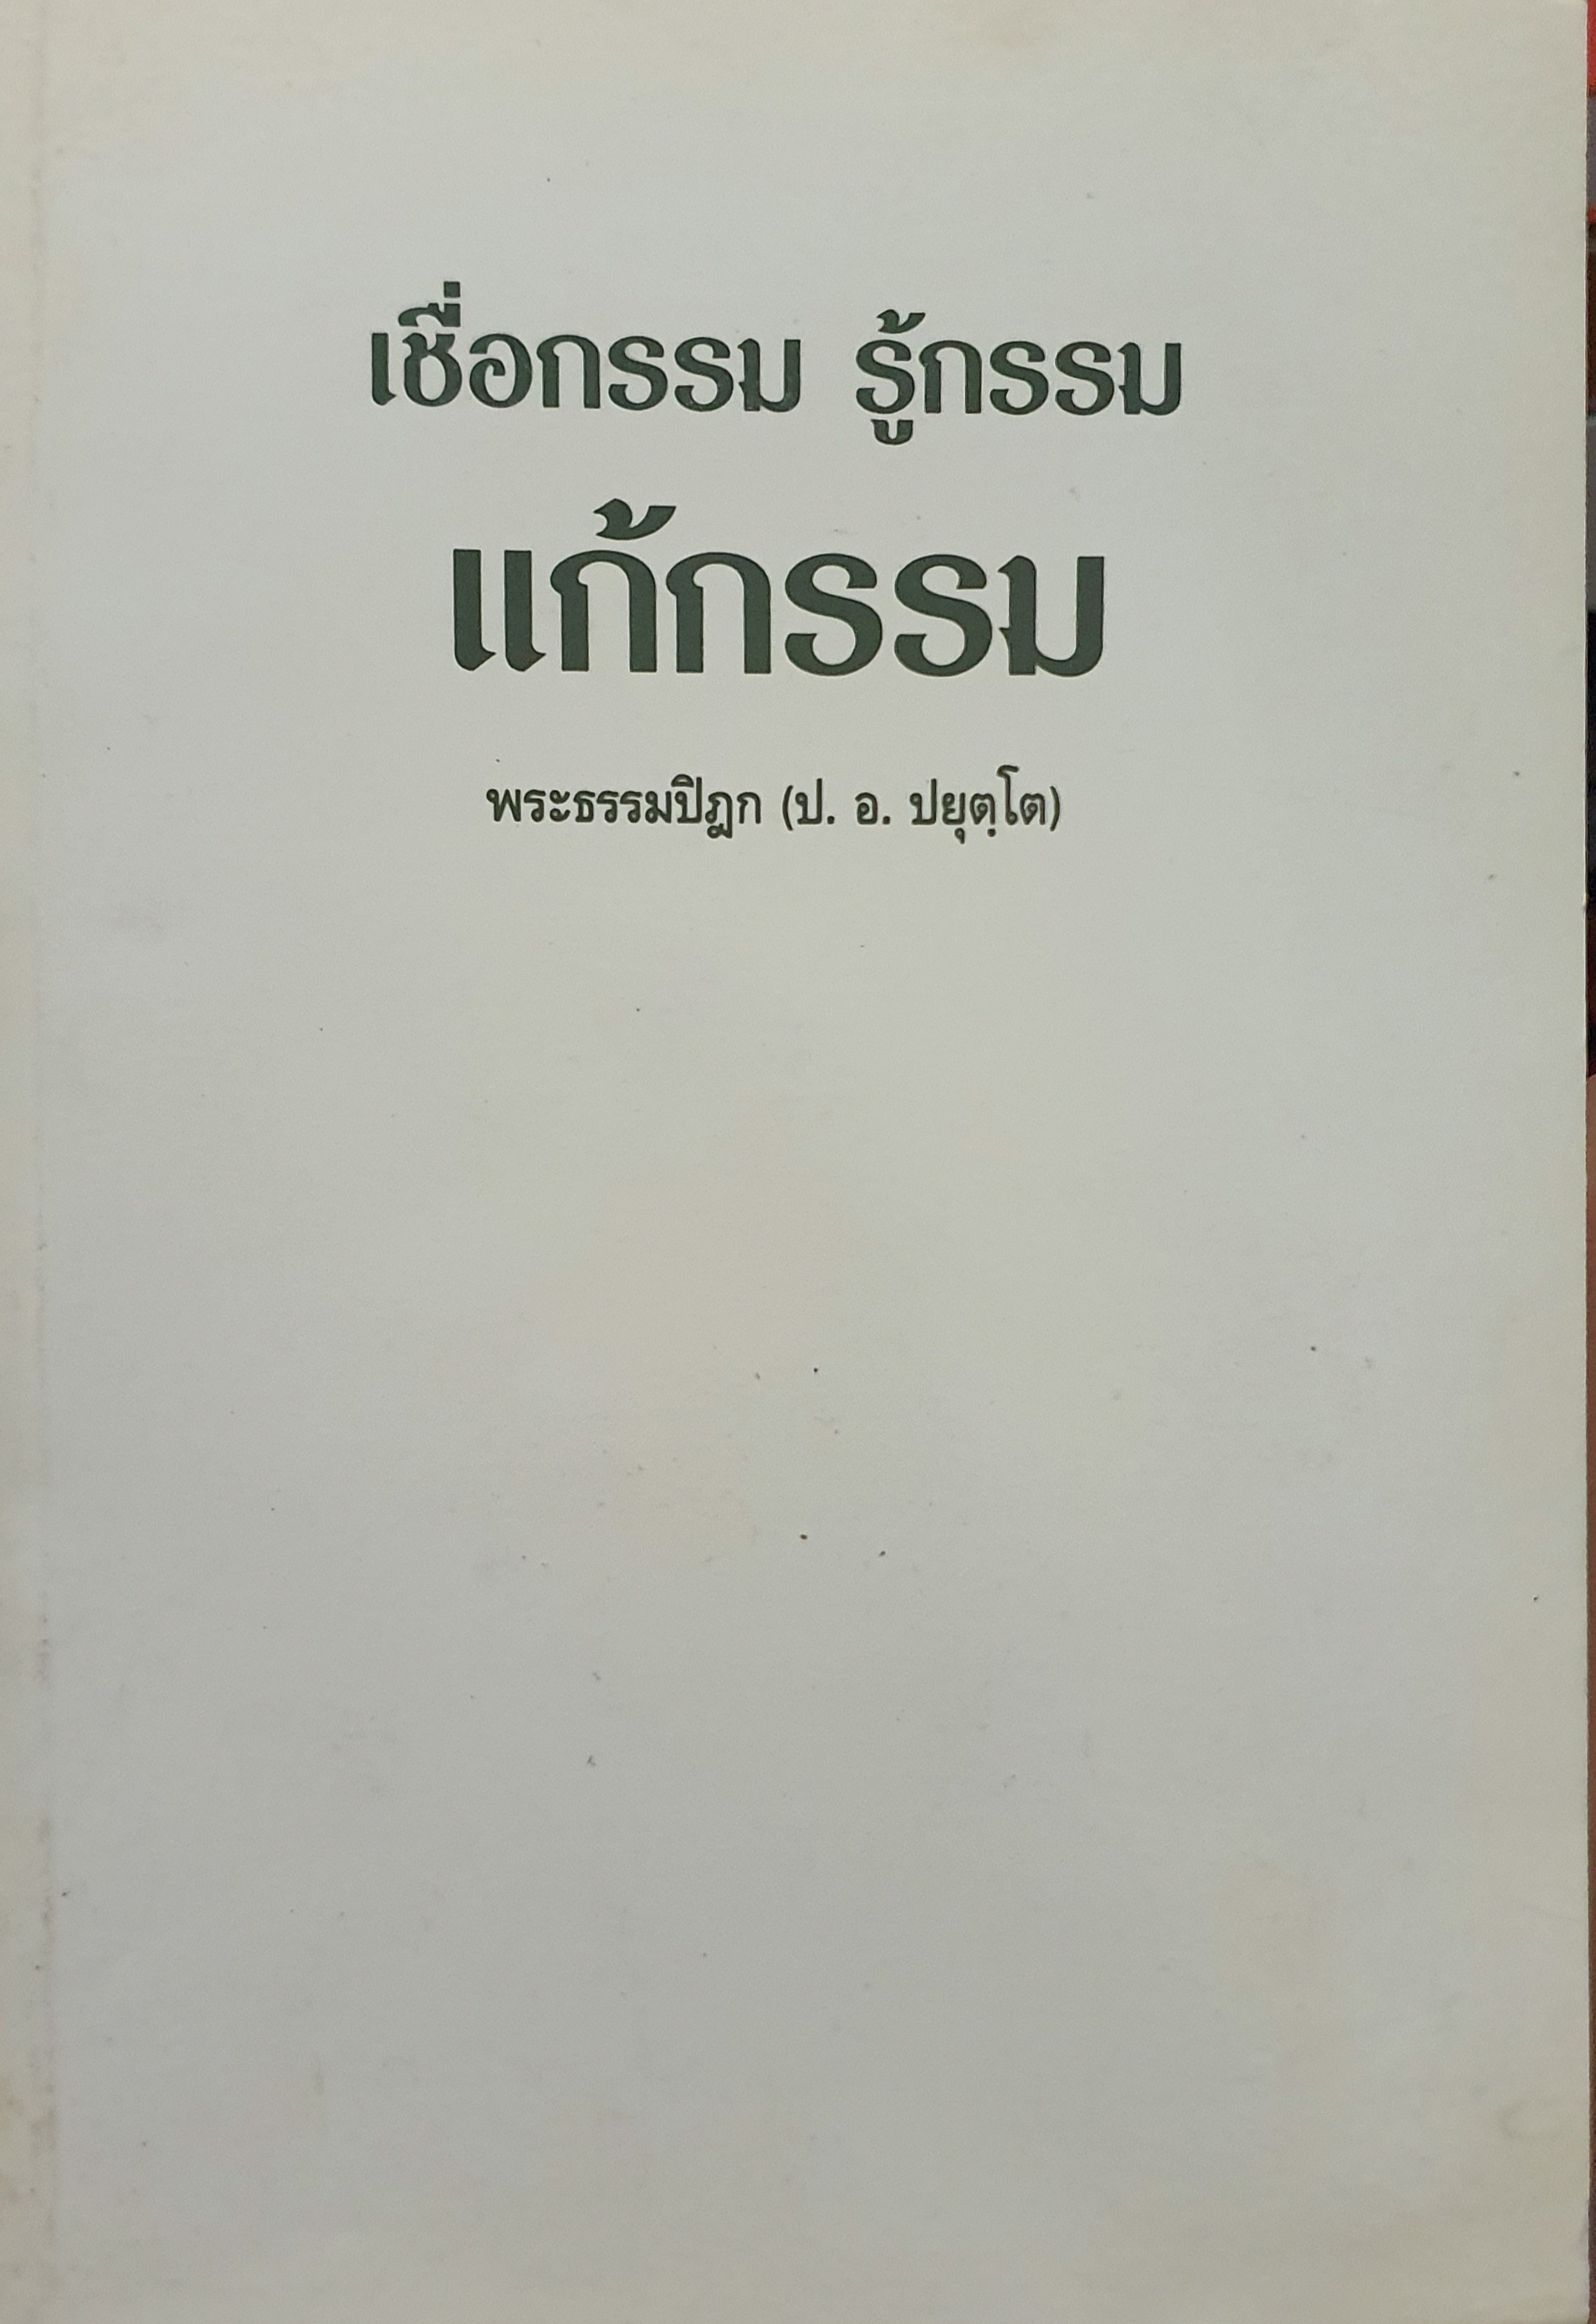 เชื่อกรรม รู้กรรม
แก้กรรม
พระธรรมปิฎก (ป. อ. ปยุตฺโต)